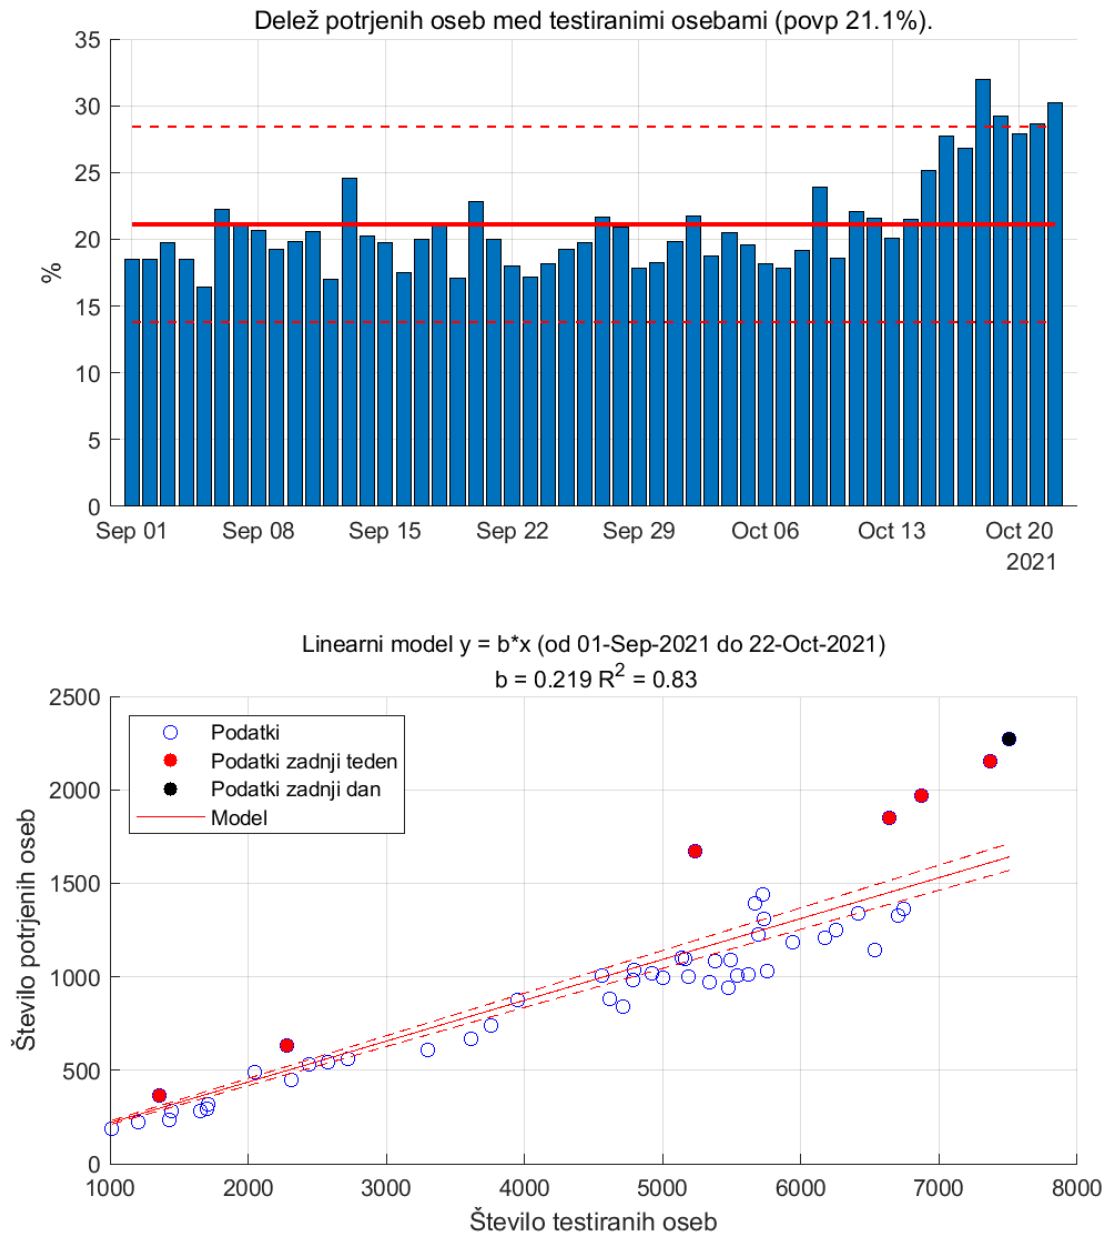 Delež potrjenih oseb med testiranimi osebami (povp 21.1%).
35
30
25
20
15
10
5
0
%
Sep 01 Sep 08 Sep 15 Sep 22 Sep 29 Oct 06 Oct 13 Oct 20
2021
Linearni model y = b*x (od 01-Sep-2021 do 22-Oct-2021)
b = 0.219 R² = 0.83
2500
2000
1500
1000
500
0
Število potrjenih oseb
Podatki
Podatki zadnji teden
Podatki zadnji dan
Model
1000 2000 3000 4000 5000 6000 7000 8000
Število testiranih oseb